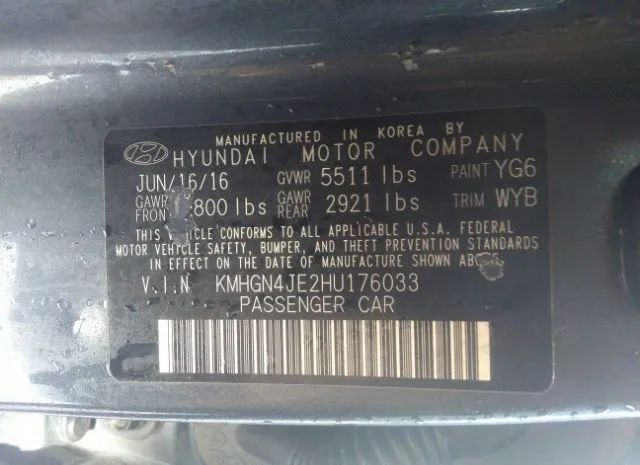 MANUFACTURED IN KOREA BY
HYUNDAI MOTOR COMPANY
JUN/16/16 GVWR 5511 lbs PAINT YG6
GAWR FRONT 800 lbs GAWR REAR 2921 lbs TRIM WYB
THIS VEHICLE CONFORMS TO ALL APPLICABLE U.S.A. FEDERAL
MOTOR VEHICLE SAFETY, BUMPER, AND THEFT PREVENTION STANDARDS
IN EFFECT ON THE DATE OF MANUFACTURE SHOWN ABOVE.
V.I.N KMHGN4JE2HU176033
PASSENGER CAR